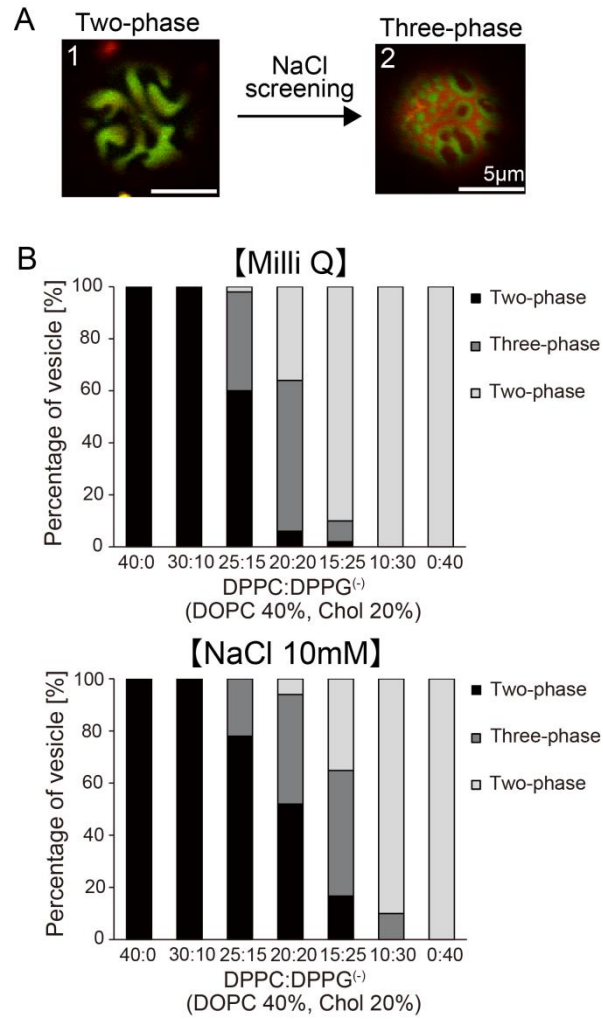 A
Two-phase
1
NaCl
screening
Three-phase
2
5μm
B
【Milli Q】
Percentage of vesicle [%]
100
80
60
40
20
0
40:0 30:10 25:15 20:20 15:25 10:30 0:40
DPPC:DPPG(-)
(DOPC 40%, Chol 20%)
Two-phase
Three-phase
Two-phase
【NaCl 10mM】
Percentage of vesicle [%]
100
80
60
40
20
0
40:0 30:10 25:15 20:20 15:25 10:30 0:40
DPPC:DPPG(-)
(DOPC 40%, Chol 20%)
Two-phase
Three-phase
Two-phase